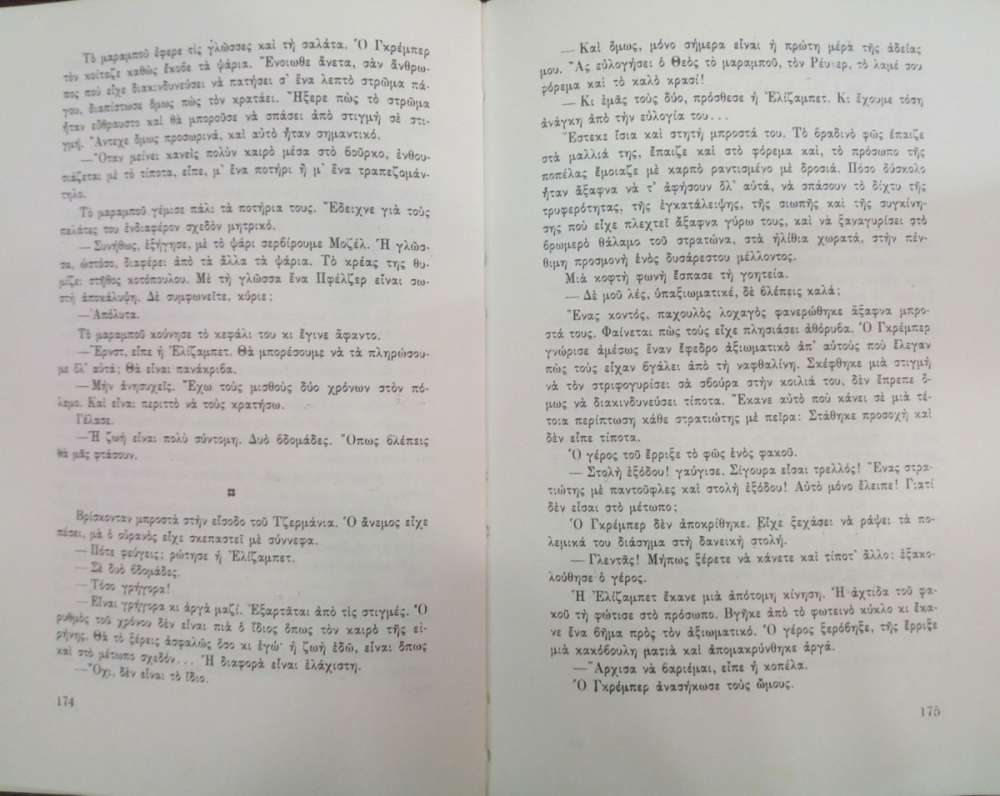 Τὸ μαραμποῦ ἔφερε τὶς γλῶσσες καὶ τὴ σαλάτα. Ὁ Γκρέμπερ
τὸν κοίταζε καθὼς ἔκοβε τὰ ψάρια. Ἔνοιωθε ἄνετα, σὰν ἄνθρω-
πος ποὺ εἶχε διακινδυνεύσει νὰ πατήσει σ᾿ ἕνα λεπτὸ στρῶμα πά-
γου, διαπίστωσε ὅμως πὼς τὸν κρατάει. Ἤξερε πὼς τὸ στρῶμα
ἦταν εὔθραυστο καὶ θὰ μποροῦσε νὰ σπάσει ἀπὸ στιγμὴ σὲ στι-
γμή. Ἄντεχε ὅμως προσωρινά, καὶ αὐτὸ ἦταν σημαντικό.
—Ὅταν μείνει κανεὶς πολὺν καιρὸ μέσα στὸ βοῦρκο, ἐνθου-
σιάζεται μὲ τὸ τίποτα, εἶπε, μ᾿ ἕνα ποτήρι ἢ μ᾿ ἕνα τραπεζομάν-
τηλο.
Τὸ μαραμποῦ γέμισε πάλι τὰ ποτήρια τους. Ἔδειχνε γιὰ τοὺς
πελάτες του ἐνδιαφέρον σχεδὸν μητρικό.
— Συνήθως, ἐξήγησε, μὲ τὸ ψάρι σερβίρουμε Μοζέλ. Ἡ γλῶσ-
σα, ὡστόσο, διαφέρει ἀπὸ τὰ ἄλλα τὰ ψάρια. Τὸ κρέας της θυ-
μίζει στῆθος κοτόπουλου. Μὲ τὴ γλῶσσα ἕνα Πφέλζερ εἶναι σω-
στὴ ἀποκάλυψη. Δὲ συμφωνεῖτε, κύριε;
—Ἀπόλυτα.
Τὸ μαραμποῦ κούνησε τὸ κεφάλι του κι ἔγινε ἄφαντο.
—Ἔρνστ, εἶπε ἡ Ἐλίζαμπετ. Θὰ μπορέσουμε νὰ τὰ πληρώσου-
με ὅλ᾿ αὐτά; Θὰ εἶναι πανάκριβα.
— Μὴν ἀνησυχεῖς. Ἔχω τοὺς μισθοὺς δύο χρόνων στὸν πό-
λεμο. Καὶ εἶναι περιττὸ νὰ τοὺς κρατήσω.
Γέλασε.
—Ἡ ζωὴ εἶναι πολὺ σύντομη. Δυὸ βδομάδες. Ὅπως βλέπεις
θὰ μᾶς φτάσουν.
Βρίσκονταν μπροστὰ στὴν εἴσοδο τοῦ Τζερμάνια. Ὁ ἄνεμος εἶχε
πέσει, μὰ ὁ οὐρανὸς εἶχε σκεπαστεῖ μὲ σύννεφα.
— Πότε φεύγεις; ρώτησε ἡ Ἐλίζαμπετ.
— Σὲ δυὸ βδομάδες.
— Τόσο γρήγορα!
—Εἶναι γρήγορα κι ἀργὰ μαζί. Ἐξαρτᾶται ἀπὸ τὶς στιγμές. Ὁ
ρυθμὸς τοῦ χρόνου δὲν εἶναι πιὰ ὁ ἴδιος ὅπως τὸν καιρὸ τῆς εἰ-
ρήνης. Θὰ τὸ ξέρεις ἀσφαλῶς ὅσο κι ἐγώ· ἡ ζωὴ ἐδῶ, εἶναι ὅπως
καὶ στὸ μέτωπο σχεδόν... Ἡ διαφορὰ εἶναι ἐλάχιστη.
—Ὄχι, δὲν εἶναι τὸ ἴδιο.
174
— Καὶ ὅμως, μόνο σήμερα εἶναι ἡ πρώτη μέρα τῆς ἀδείας
μου. Ἂς εὐλογήσει ὁ Θεὸς τὸ μαραμποῦ, τὸν Ρέυτερ, τὸ λαμὲ σου
φόρεμα καὶ τὸ καλὸ κρασί!
— Κι ἐμᾶς τοὺς δύο, πρόσθεσε ἡ Ἐλίζαμπετ. Κι ἔχουμε τόση
ἀνάγκη ἀπὸ τὴν εὐλογία του...
Ἔστεκε ἴσια καὶ στητὴ μπροστά του. Τὸ βραδινὸ φῶς ἔπαιζε
στὰ μαλλιά της, ἔπαιζε καὶ στὸ φόρεμα καὶ, τὸ πρόσωπο τῆς
κοπέλας ἔμοιαζε μὲ καρπὸ ραντισμένο μὲ δροσιά. Πόσο δύσκολο
ἦταν ἄξαφνα νὰ τ᾿ ἀφήσουν ὅλ᾿ αὐτά, νὰ σπάσουν τὸ δίχτυ τῆς
τρυφερότητας, τῆς ἐγκατάλειψης, τῆς σιωπῆς καὶ τῆς συγκίνη-
σης ποὺ εἶχε πλεχτεῖ ἄξαφνα γύρω τους, καὶ νὰ ξαναγυρίσει στὸ
βρωμερὸ θάλαμο τοῦ στρατώνα, στὰ ἠλίθια χωρατά, στὴν πέν-
θιμη προσμονὴ ἑνὸς δυσάρεστου μέλλοντος.
Μιὰ κοφτὴ φωνὴ ἔσπασε τὴ γοητεία.
— Δὲ μοῦ λές, ὑπαξιωματικέ, δὲ βλέπεις καλά;
Ἕνας κοντός, παχουλὸς λοχαγὸς φανερώθηκε ἄξαφνα μπρο-
στά τους. Φαίνεται πὼς τοὺς εἶχε πλησιάσει ἀθόρυβα. Ὁ Γκρέμπερ
γνώρισε ἀμέσως ἕναν ἔφεδρο ἀξιωματικὸ ἀπ᾿ αὐτοὺς ποὺ ἔλεγαν
πὼς τοὺς εἶχαν βγάλει ἀπὸ τὴ ναφθαλίνη. Σκέφθηκε μιὰ στιγμὴ
νὰ τὸν στριφογυρίσει σὰ σβούρα στὴν κοιλιά του, δὲν ἔπρεπε ὅ-
μως νὰ διακινδυνεύσει τίποτα. Ἔκανε αὐτὸ ποὺ κάνει σὲ μιὰ τέ-
τοια περίπτωση κάθε στρατιώτης μὲ πεῖρα: Στάθηκε προσοχὴ καὶ
δὲν εἶπε τίποτα.
Ὁ γέρος τοῦ ἔρριξε τὸ φῶς ἑνὸς φακοῦ.
— Στολὴ ἐξόδου! γαύγισε. Σίγουρα εἶσαι τρελλός! Ἕνας στρα-
τιώτης μὲ παντοῦφλες καὶ στολὴ ἐξόδου! Αὐτὸ μόνο ἔλειπε! Γιατί
δὲν εἶσαι στὸ μέτωπο;
Ὁ Γκρέμπερ δὲν ἀποκρίθηκε. Εἶχε ξεχάσει νὰ ράψει τὰ πο-
λεμικά του διάσημα στὴ δανεικὴ στολή.
— Γλεντᾶς! Μήπως ξέρετε νὰ κάνετε καὶ τίποτ᾿ ἄλλο; ἐξακο-
λούθησε ὁ γέρος.
Ἡ Ἐλίζαμπετ ἔκανε μιὰ ἀπότομη κίνηση. Ἡ ἀχτίδα τοῦ φα-
κοῦ τὴ φώτισε στὸ πρόσωπο. Βγῆκε ἀπὸ τὸ φωτεινὸ κύκλο κι ἔκα-
νε ἕνα βῆμα πρὸς τὸν ἀξιωματικό. Ὁ γέρος ξερόβηξε, τῆς ἔρριξε
μιὰ κακόβουλη ματιὰ καὶ ἀπομακρύνθηκε ἀργά.
—Ἄρχισα νὰ βαριέμαι, εἶπε ἡ κοπέλα.
Ὁ Γκρέμπερ ἀνασήκωσε τοὺς ὤμους.
175